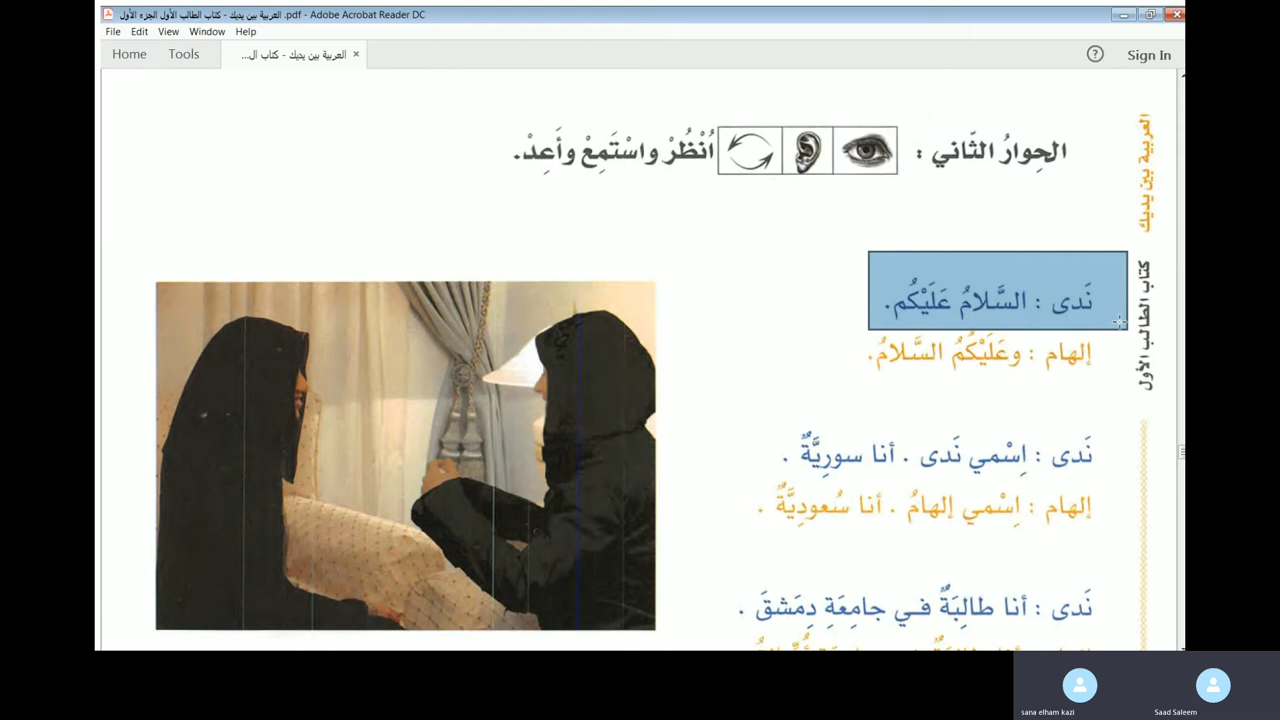 العربية بين يديك - كتاب الطالب الأول الجزء الأول .pdf - Adobe Acrobat Reader DC
File Edit View Window Help
Home Tools العربية بين يديك - كتاب ال... × ? Sign In
الحِوارُ الثّاني : اُنْظُرْ واسْتَمِعْ وأَعِدْ.
العربية بين يديك
كتاب الطالب الأول
نَدى : السَّلامُ عَلَيْكُم.
إلهام : وعَلَيْكُمُ السَّلامُ.
نَدى : اِسْمي نَدى . أنا سورِيَّةٌ .
إلهام : اِسْمي إلهامُ . أنا سُعودِيَّةٌ .
نَدى : أنا طالِبَةٌ في جامِعَةِ دِمَشقَ .
sana elham kazi
Saad Saleem